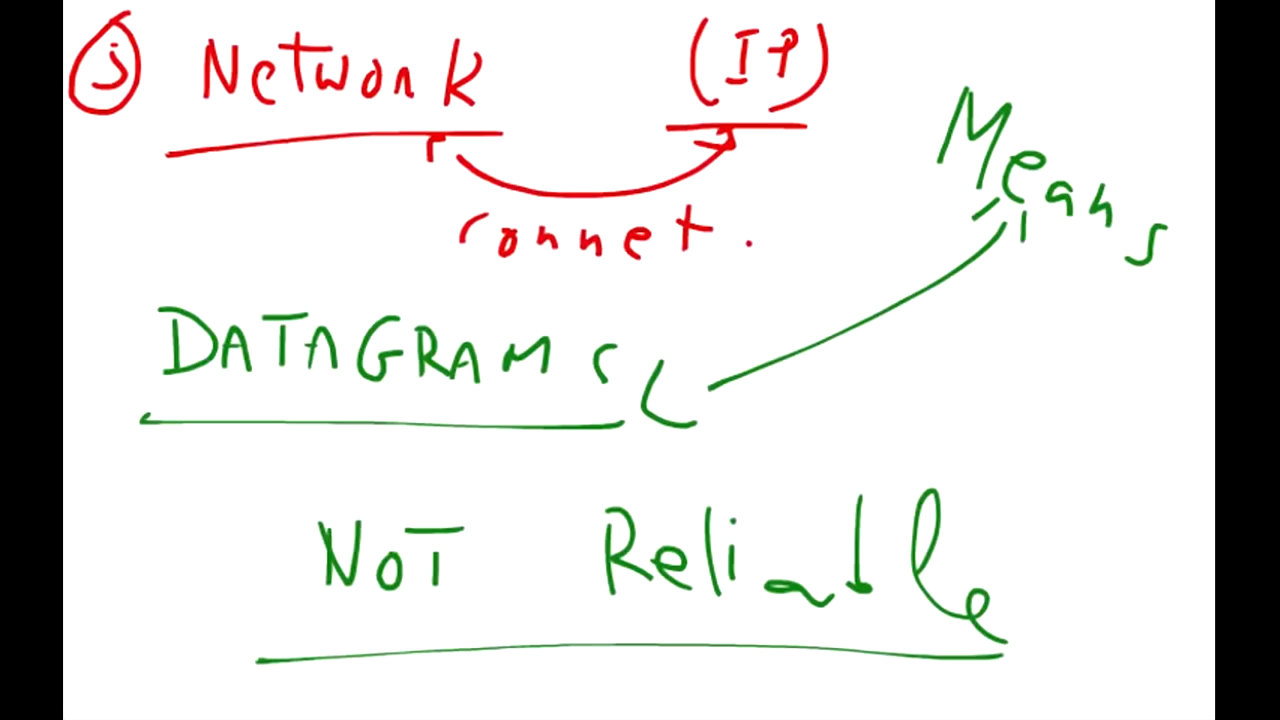 3 Network (IP)
connet.
Means
DATAGRAMS
NOT Reliable